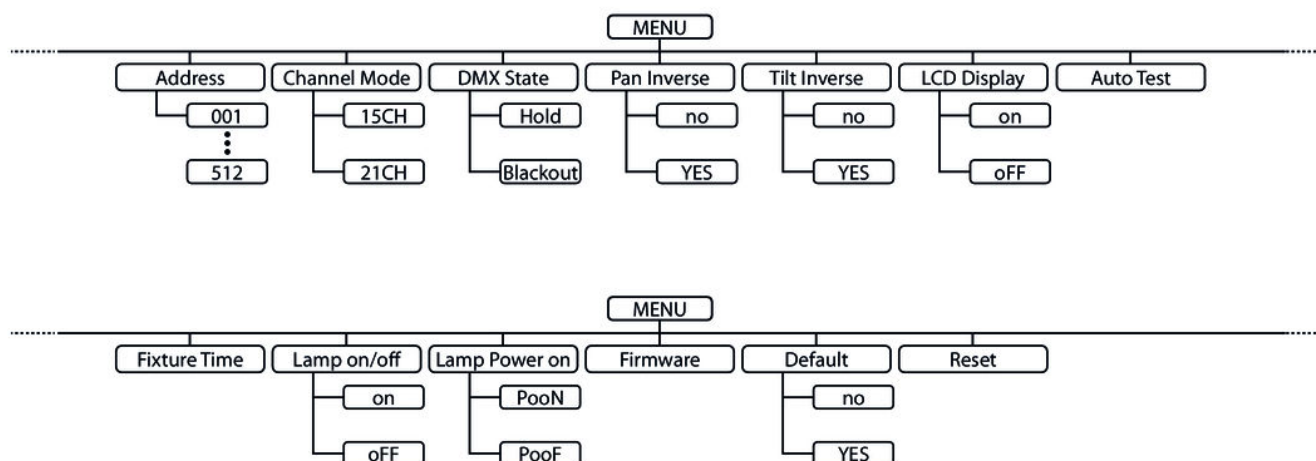 MENU
Address Channel Mode DMX State Pan Inverse Tilt Inverse LCD Display Auto Test
001 15CH Hold no no on
512 21CH Blackout YES YES oFF
MENU
Fixture Time Lamp on/off Lamp Power on Firmware Default Reset
on PooN no
oFF PooF YES